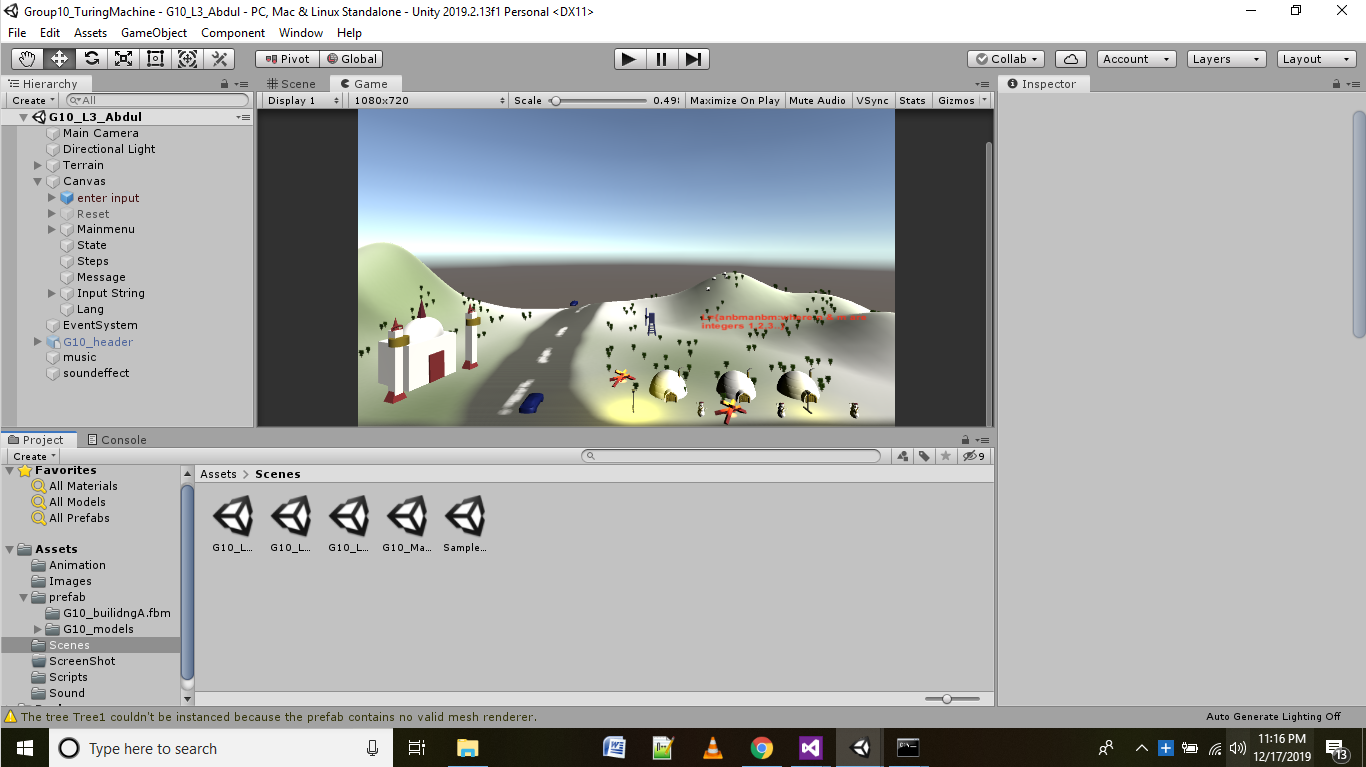 Group10_TuringMachine - G10_L3_Abdul - PC, Mac & Linux Standalone - Unity 2019.2.13f1 Personal <DX11>
File Edit Assets GameObject Component Window Help
Pivot Global Collab Account Layers Layout
Hierarchy
Create All
G10_L3_Abdul
Main Camera
Directional Light
Terrain
Canvas
enter input
Reset
Mainmenu
State
Steps
Message
Input String
Lang
EventSystem
G10_header
music
soundeffect
Scene Game
Display 1 1080x720 Scale 0.49 Maximize On Play Mute Audio VSync Stats Gizmos
integers 1,2,3..
Inspector
Project Console
Create 9
Favorites
All Materials
All Models
All Prefabs
Assets
Animation
Images
prefab
G10_builidngA.fbm
G10_models
Scenes
ScreenShot
Scripts
Sound
Assets > Scenes
G10_L... G10_L... G10_L... G10_Ma... Sample...
The tree Tree1 couldn't be instanced because the prefab contains no valid mesh renderer.
Auto Generate Lighting Off
Type here to search
11:16 PM
12/17/2019
13